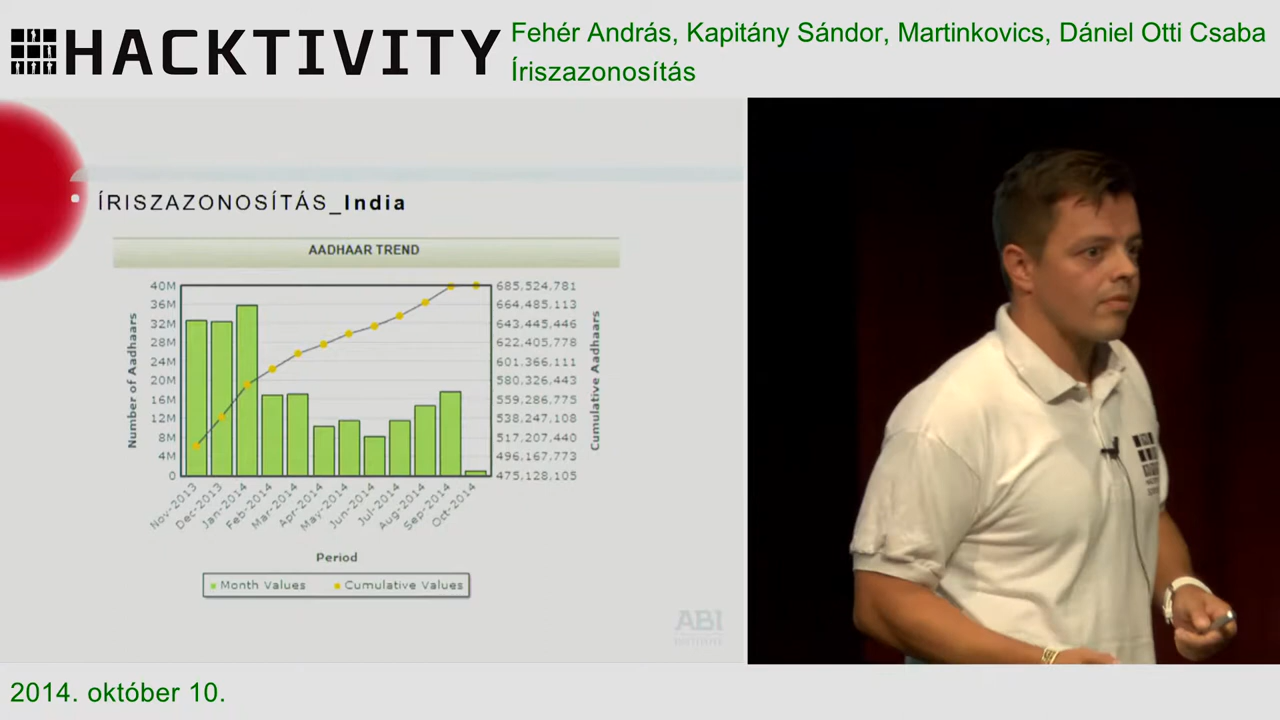 HACKTIVITY
Fehér András, Kapitány Sándor, Martinkovics, Dániel Otti Csaba
Íriszazonosítás
ÍRISZAZONOSÍTÁS_India
AADHAAR TREND
Number of Aadhaars
40M
36M
32M
28M
24M
20M
16M
12M
8M
4M
0
685,524,781
664,485,113
643,445,446
622,405,778
601,366,111
580,326,443
559,286,775
538,247,108
517,207,440
496,167,773
475,128,105
Cumulative Aadhaars
Nov-2013
Dec-2013
Jan-2014
Feb-2014
Mar-2014
Apr-2014
May-2014
Jun-2014
Jul-2014
Aug-2014
Sep-2014
Oct-2014
Period
Month Values
Cumulative Values
ABI
INSTITUTE
2014. október 10.